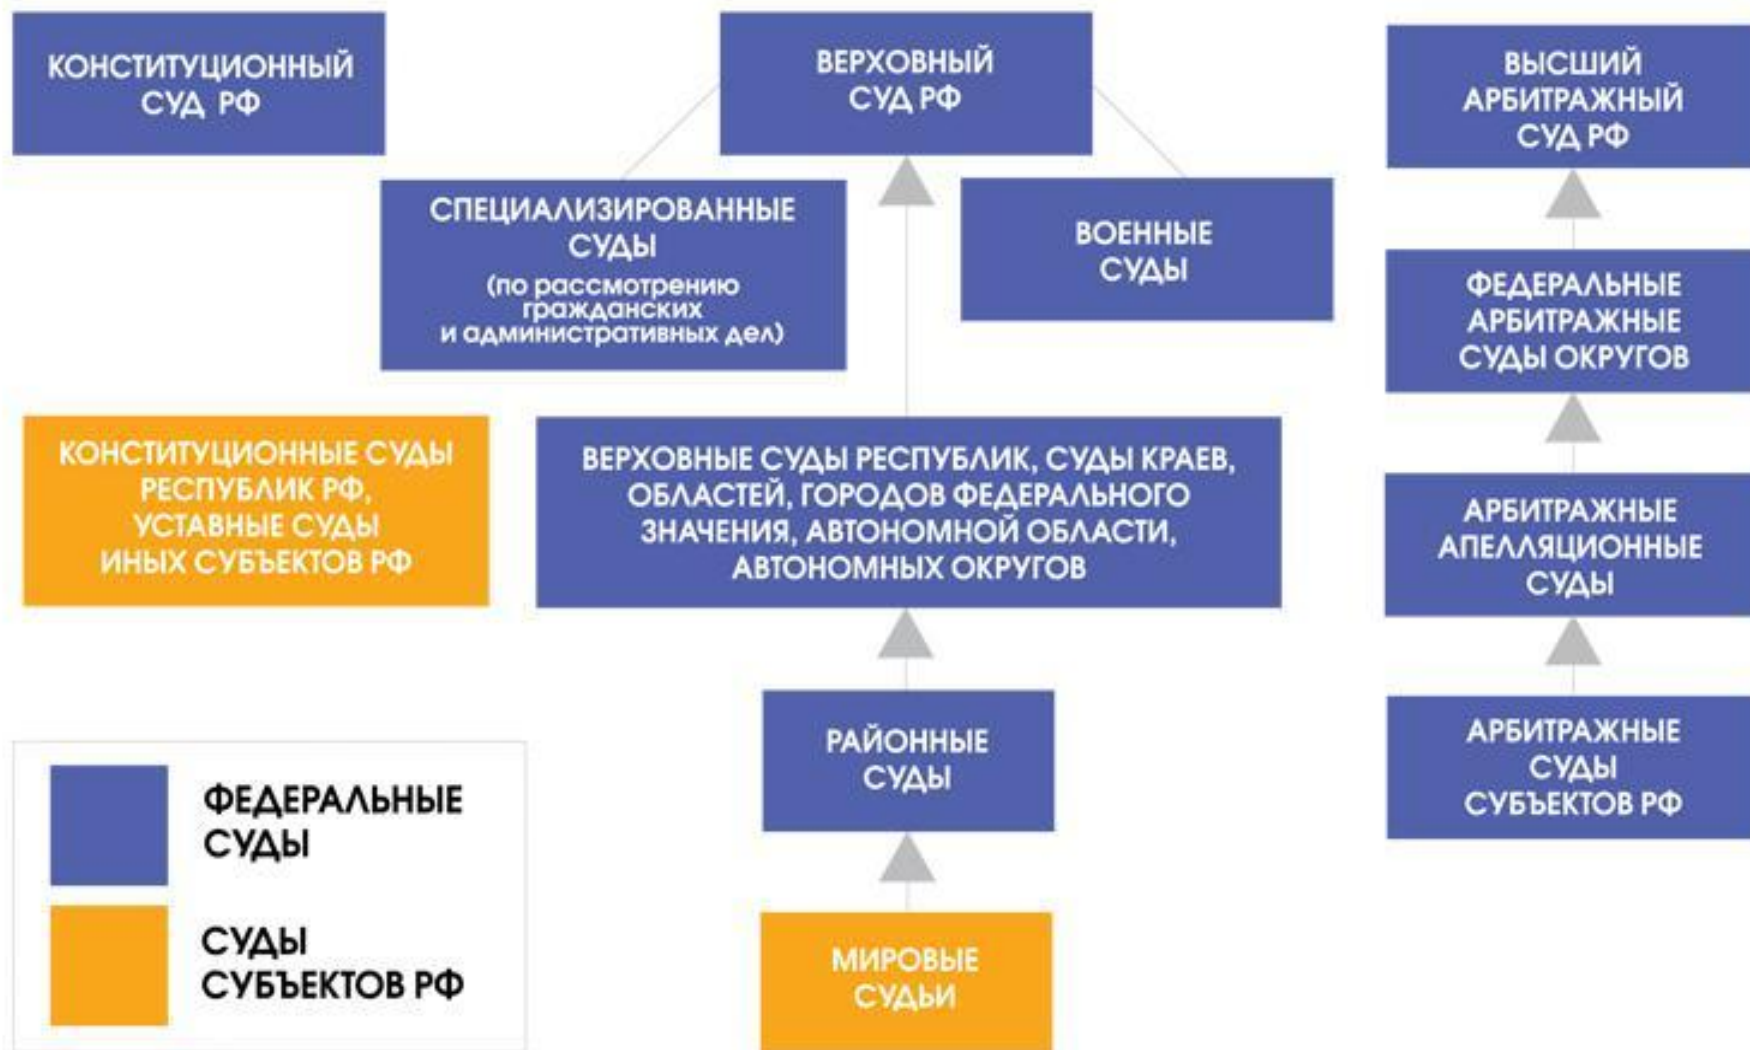 КОНСТИТУЦИОННЫЙ
СУД РФ
ВЕРХОВНЫЙ
СУД РФ
ВЫСШИЙ
АРБИТРАЖНЫЙ
СУД РФ
СПЕЦИАЛИЗИРОВАННЫЕ
СУДЫ
(по рассмотрению
гражданских
и административных дел)
ВОЕННЫЕ
СУДЫ
ФЕДЕРАЛЬНЫЕ
АРБИТРАЖНЫЕ
СУДЫ ОКРУГОВ
КОНСТИТУЦИОННЫЕ СУДЫ
РЕСПУБЛИК РФ,
УСТАВНЫЕ СУДЫ
ИНЫХ СУБЪЕКТОВ РФ
ВЕРХОВНЫЕ СУДЫ РЕСПУБЛИК, СУДЫ КРАЕВ,
ОБЛАСТЕЙ, ГОРОДОВ ФЕДЕРАЛЬНОГО
ЗНАЧЕНИЯ, АВТОНОМНОЙ ОБЛАСТИ,
АВТОНОМНЫХ ОКРУГОВ
АРБИТРАЖНЫЕ
АПЕЛЛЯЦИОННЫЕ
СУДЫ
РАЙОННЫЕ
СУДЫ
АРБИТРАЖНЫЕ
СУДЫ
СУБЪЕКТОВ РФ
МИРОВЫЕ
СУДЬИ
ФЕДЕРАЛЬНЫЕ
СУДЫ
СУДЫ
СУБЪЕКТОВ РФ